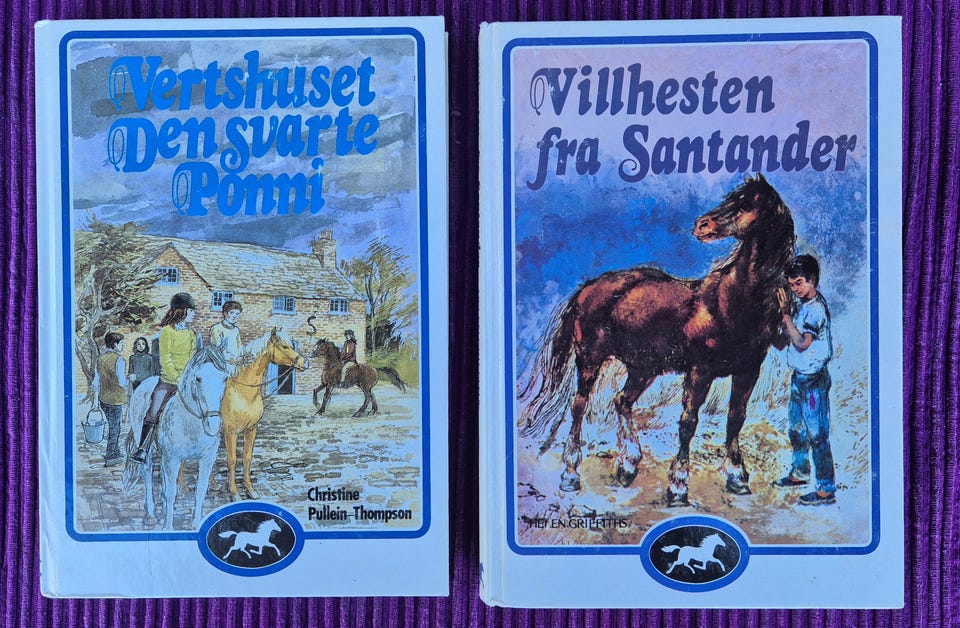 Vertshuset
Den svarte
Ponni
Christine
Pullein-Thompson
Villhesten
fra Santander
HELEN GRIFFITHS